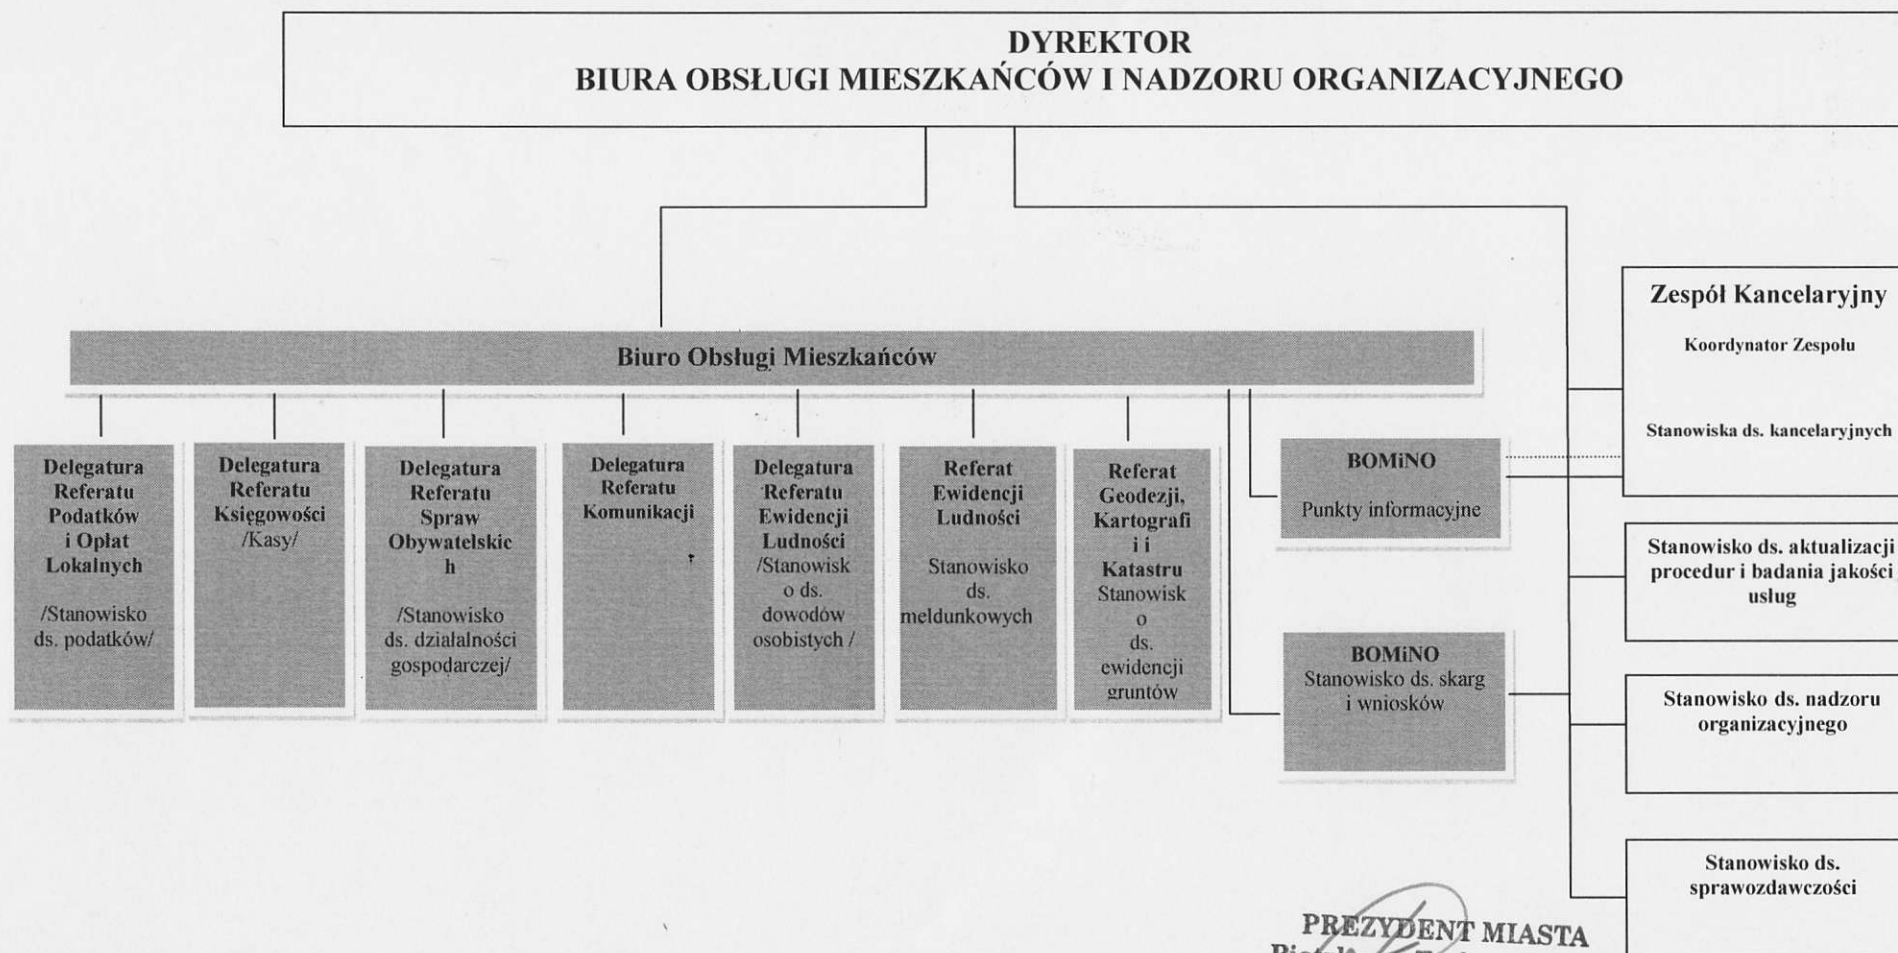 DYREKTOR
BIURA OBSŁUGI MIESZKAŃCÓW I NADZORU ORGANIZACYJNEGO
Biuro Obsługi Mieszkańców
Delegatura
Referatu
Podatków
i Opłat
Lokalnych
/Stanowisko
ds. podatków/
Delegatura
Referatu
Księgowości
/Kasy/
Delegatura
Referatu
Spraw
Obywatelskic
h
/Stanowisko
ds. działalności
gospodarczej/
Delegatura
Referatu
Komunikacji
Delegatura
Referatu
Ewidencji
Ludności
/Stanowisk
o ds.
dowodów
osobistych /
Referat
Ewidencji
Ludności
Stanowisko
ds.
meldunkowych
Referat
Geodezji,
Kartografi
i i
Katastru
Stanowisk
o
ds.
ewidencji
gruntów
BOMiNO
Punkty informacyjne
BOMiNO
Stanowisko ds. skarg
i wniosków
Zespół Kancelaryjny
Koordynator Zespołu
Stanowiska ds. kancelaryjnych
Stanowisko ds. aktualizacji
procedur i badania jakości
usług
Stanowisko ds. nadzoru
organizacyjnego
Stanowisko ds.
sprawozdawczości
PREZYDENT MIASTA